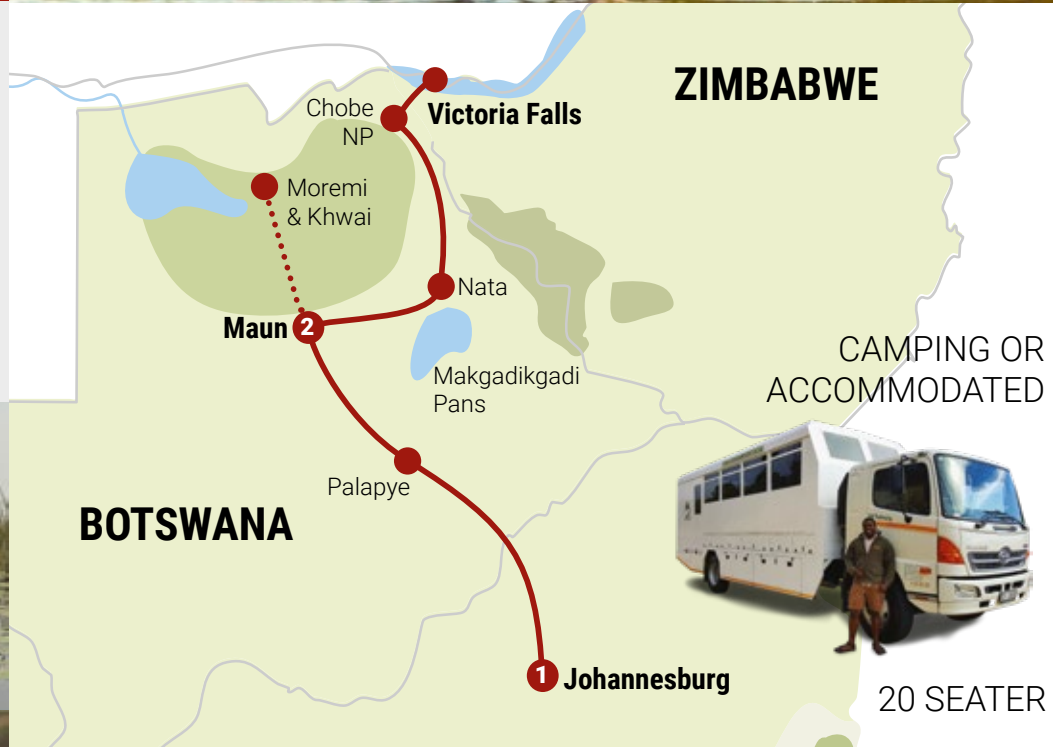 ZIMBABWE
Chobe
NP
Victoria Falls
Moremi
& Khwai
Nata
Maun
2
Makgadikgadi
Pans
CAMPING OR
ACCOMMODATED
Palapye
BOTSWANA
1
Johannesburg
20 SEATER